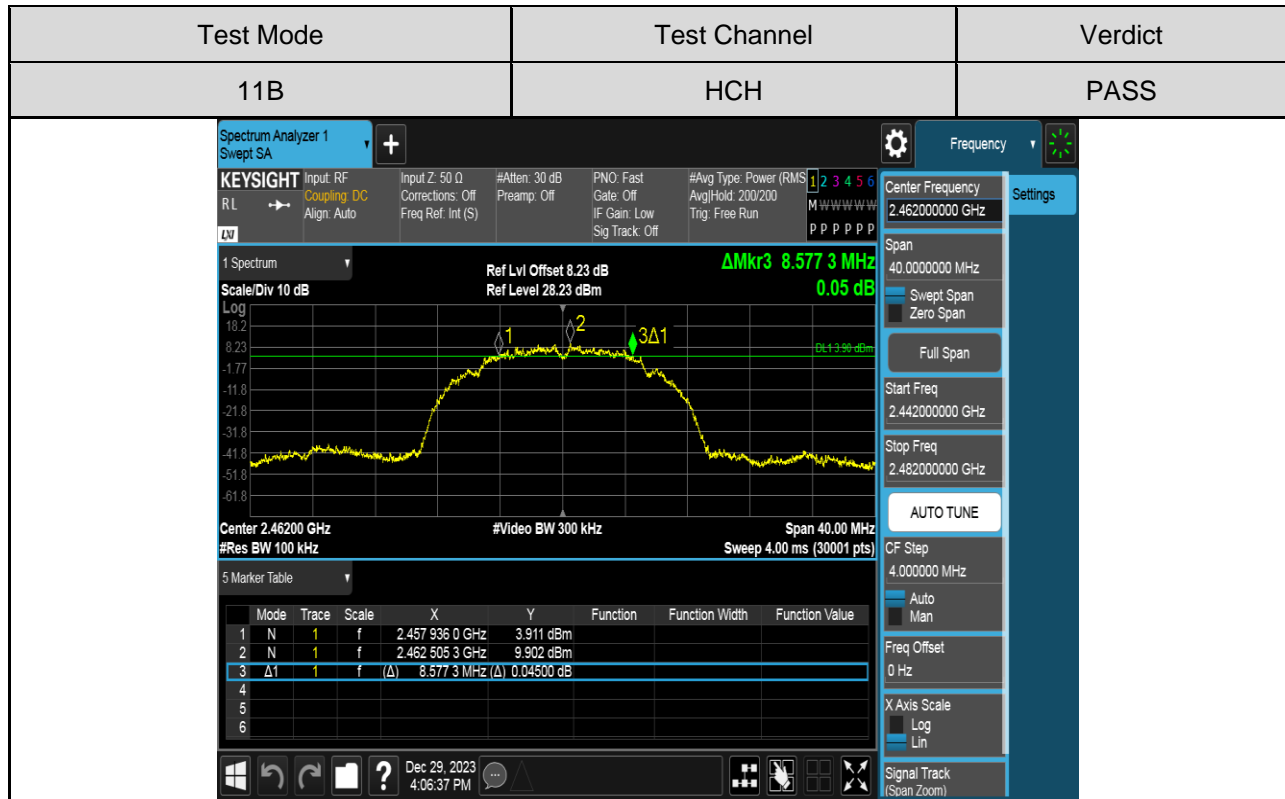 Test Mode Test Channel Verdict
11B HCH PASS
Spectrum Analyzer 1
Swept SA
+
Frequency
KEYSIGHT Input: RF Input Z: 50 Ω #Atten: 30 dB PNO: Fast #Avg Type: Power (RMS 1 2 3 4 5 6
RL Coupling: DC Corrections: Off Preamp: Off Gate: Off Avg|Hold: 200/200 M W W W W W
Align: Auto Freq Ref: Int (S) IF Gain: Low Trig: Free Run
LXI Sig Track: Off P P P P P P
1 Spectrum
Ref Lvl Offset 8.23 dB ΔMkr3 8.577 3 MHz
Scale/Div 10 dB Ref Level 28.23 dBm 0.05 dB
Log
18.2
8.23
-1.77
-11.8
-21.8
-31.8
-41.8
-51.8
-61.8
1 2 3Δ1
DL1 3.90 dBm
Center 2.46200 GHz #Video BW 300 kHz Span 40.00 MHz
#Res BW 100 kHz Sweep 4.00 ms (30001 pts)
5 Marker Table
Mode Trace Scale X Y Function Function Width Function Value
1 N 1 f 2.457 936 0 GHz 3.911 dBm
2 N 1 f 2.462 505 3 GHz 9.902 dBm
3 Δ1 1 f (Δ) 8.577 3 MHz (Δ) 0.04500 dB
4
5
6
?
Dec 29, 2023
4:06:37 PM
Center Frequency
2.462000000 GHz
Settings
Span
40.0000000 MHz
Swept Span
Zero Span
Full Span
Start Freq
2.442000000 GHz
Stop Freq
2.482000000 GHz
AUTO TUNE
CF Step
4.000000 MHz
Auto
Man
Freq Offset
0 Hz
X Axis Scale
Log
Lin
Signal Track
(Span Zoom)